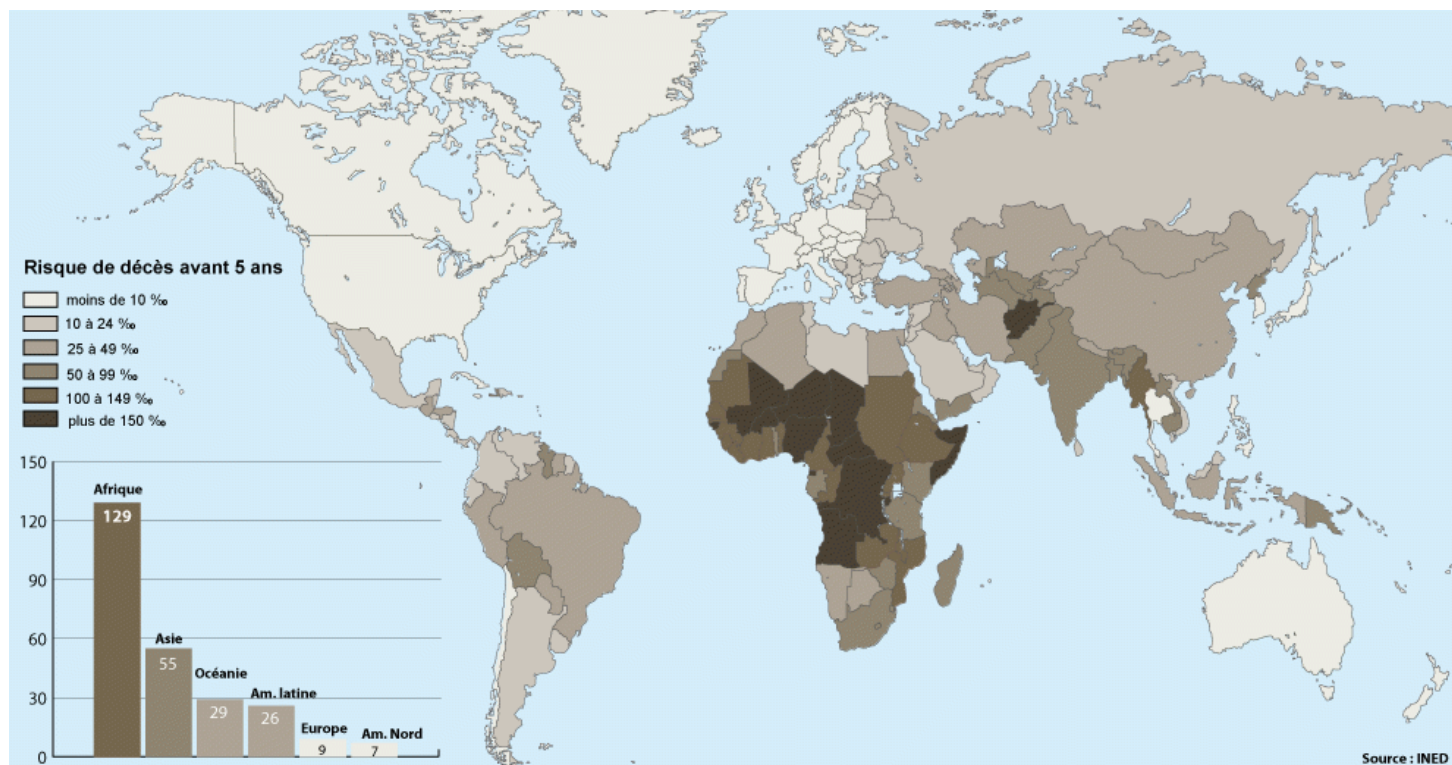 Risque de décès avant 5 ans
moins de 10 ‰
10 à 24 ‰
25 à 49 ‰
50 à 99 ‰
100 à 149 ‰
plus de 150 ‰
150
120
90
60
30
0
Afrique
129
Asie
55
Océanie
29
Am. latine
26
Europe
9
Am. Nord
7
Source : INED